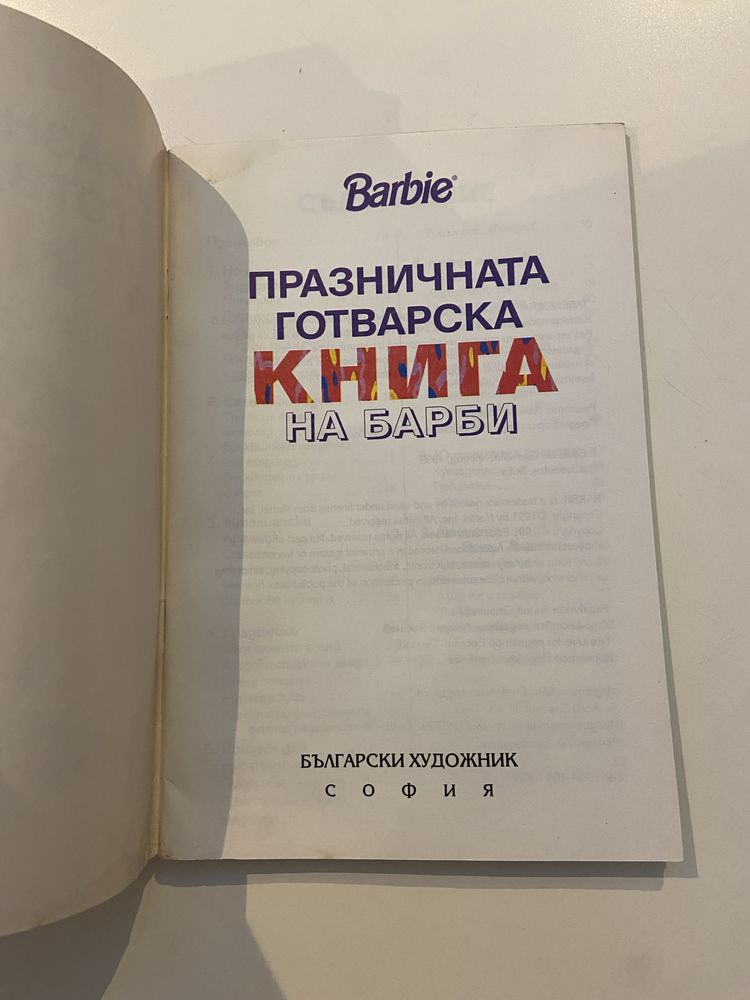 Barbie®
ПРАЗНИЧНАТА
ГОТВАРСКА
КНИГА
НА БАРБИ
БЪЛГАРСКИ ХУДОЖНИК
СОФИЯ